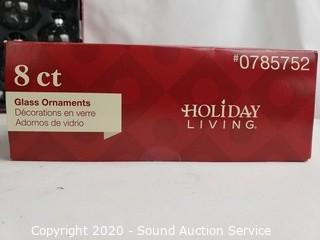 8 ct
#0785752
Glass Ornaments
Décorations en verre
Adornos de vidrio
HOLIDAY
LIVING®
Copyright 2020 - Sound Auction Service